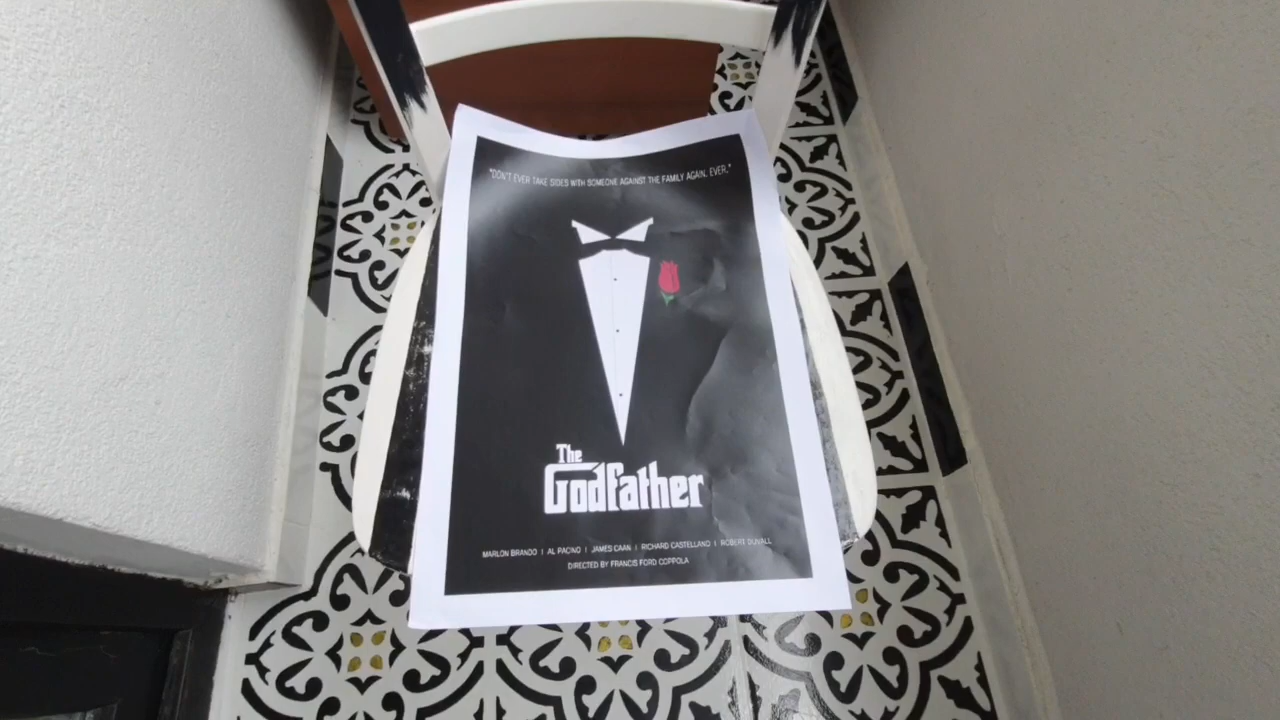 "DON'T EVER TAKE SIDES WITH SOMEONE AGAINST THE FAMILY AGAIN. EVER."
The
Godfather
MARLON BRANDO | AL PACINO | JAMES CAAN | RICHARD CASTELLANO | ROBERT DUVALL
DIRECTED BY FRANCIS FORD COPPOLA